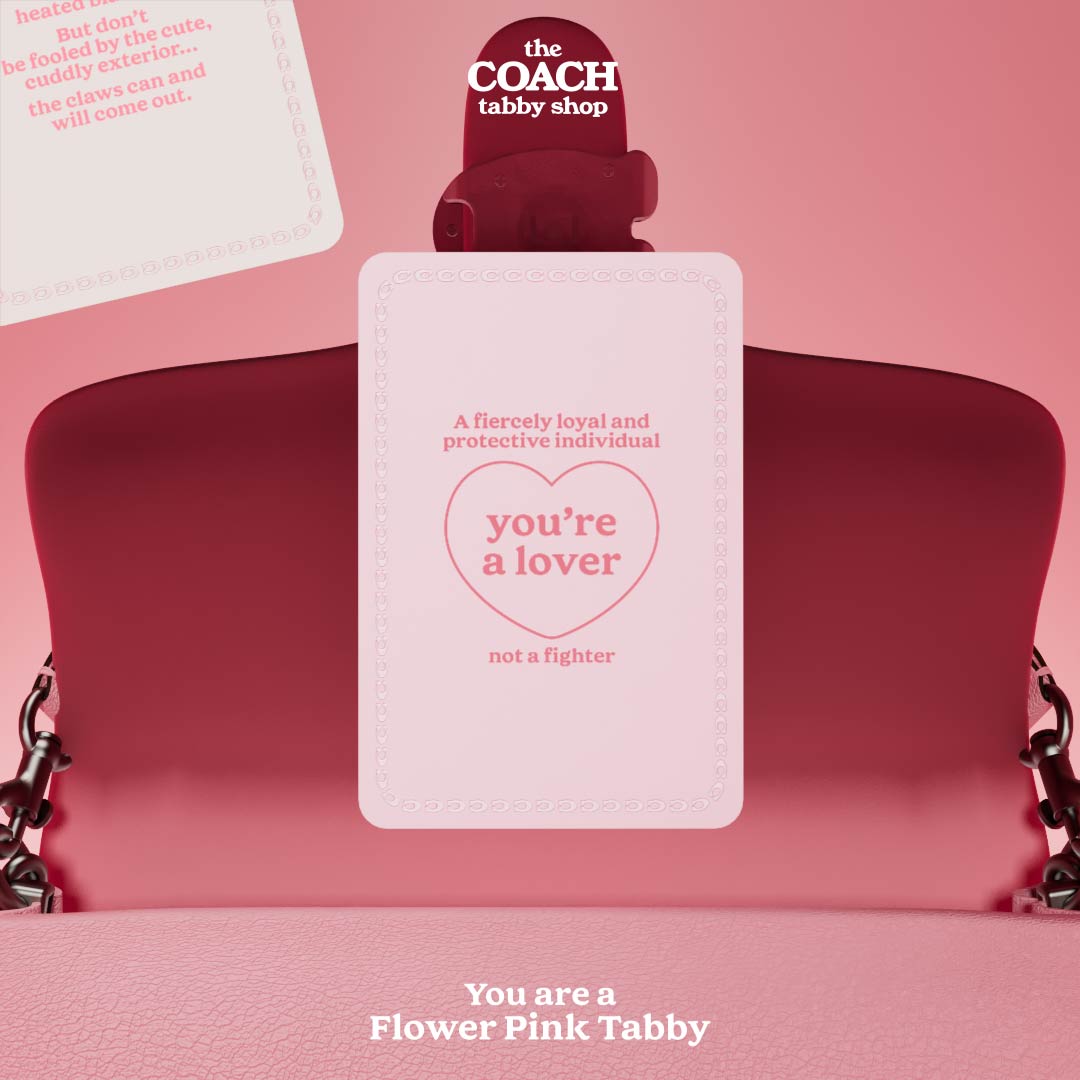 heated
But don't
be fooled by the cute,
cuddly exterior...
the claws can and
will come out.
the
COACH
tabby shop
A fiercely loyal and
protective individual
you're
a lover
not a fighter
You are a
Flower Pink Tabby